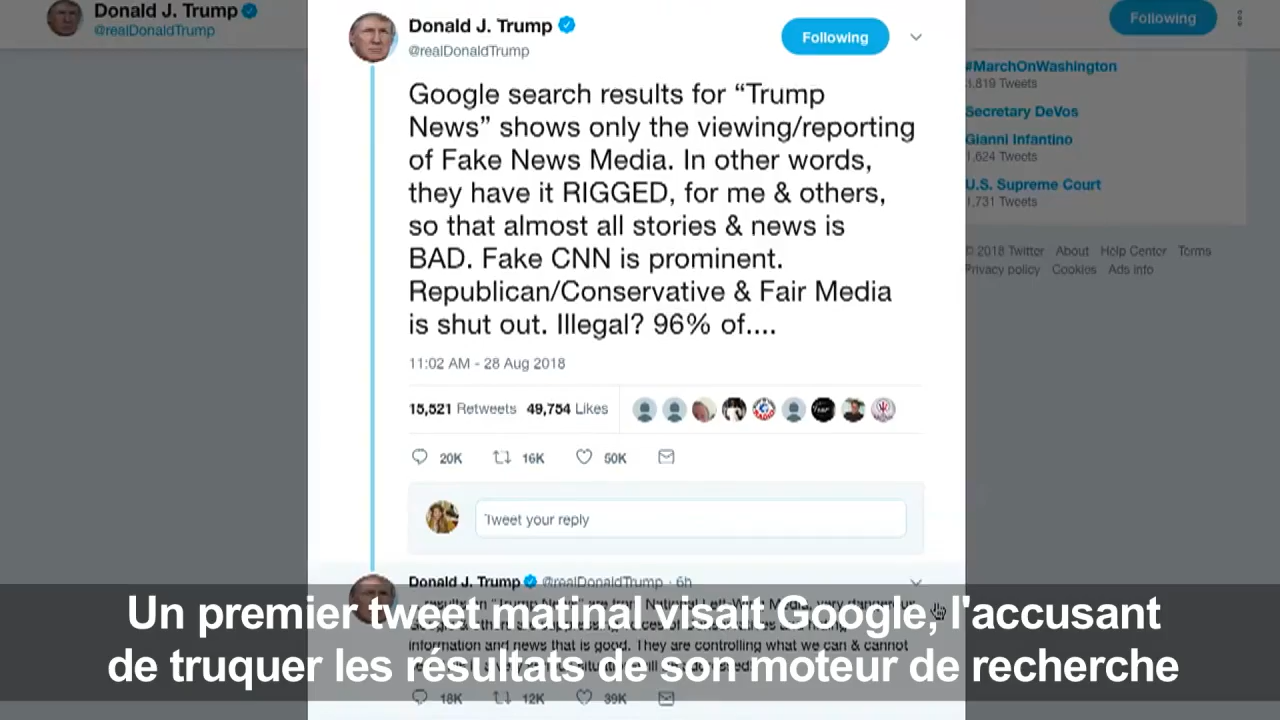 Donald J. Trump
@realDonaldTrump
Following
Donald J. Trump
@realDonaldTrump
Following
Google search results for “Trump
News” shows only the viewing/reporting
of Fake News Media. In other words,
they have it RIGGED, for me & others,
so that almost all stories & news is
BAD. Fake CNN is prominent.
Republican/Conservative & Fair Media
is shut out. Illegal? 96% of....
11:02 AM - 28 Aug 2018
15,521 Retweets 49,754 Likes
20K 16K 50K
Tweet your reply
Donald J. Trump @realDonaldTrump · 6h
information and news that is good. They are controlling what we can & cannot
18K 12K 39K
#MarchOnWashington
1,819 Tweets
Secretary DeVos
Gianni Infantino
1,624 Tweets
U.S. Supreme Court
1,731 Tweets
© 2018 Twitter About Help Center Terms
Privacy policy Cookies Ads info
Un premier tweet matinal visait Google, l'accusant
de truquer les résultats de son moteur de recherche